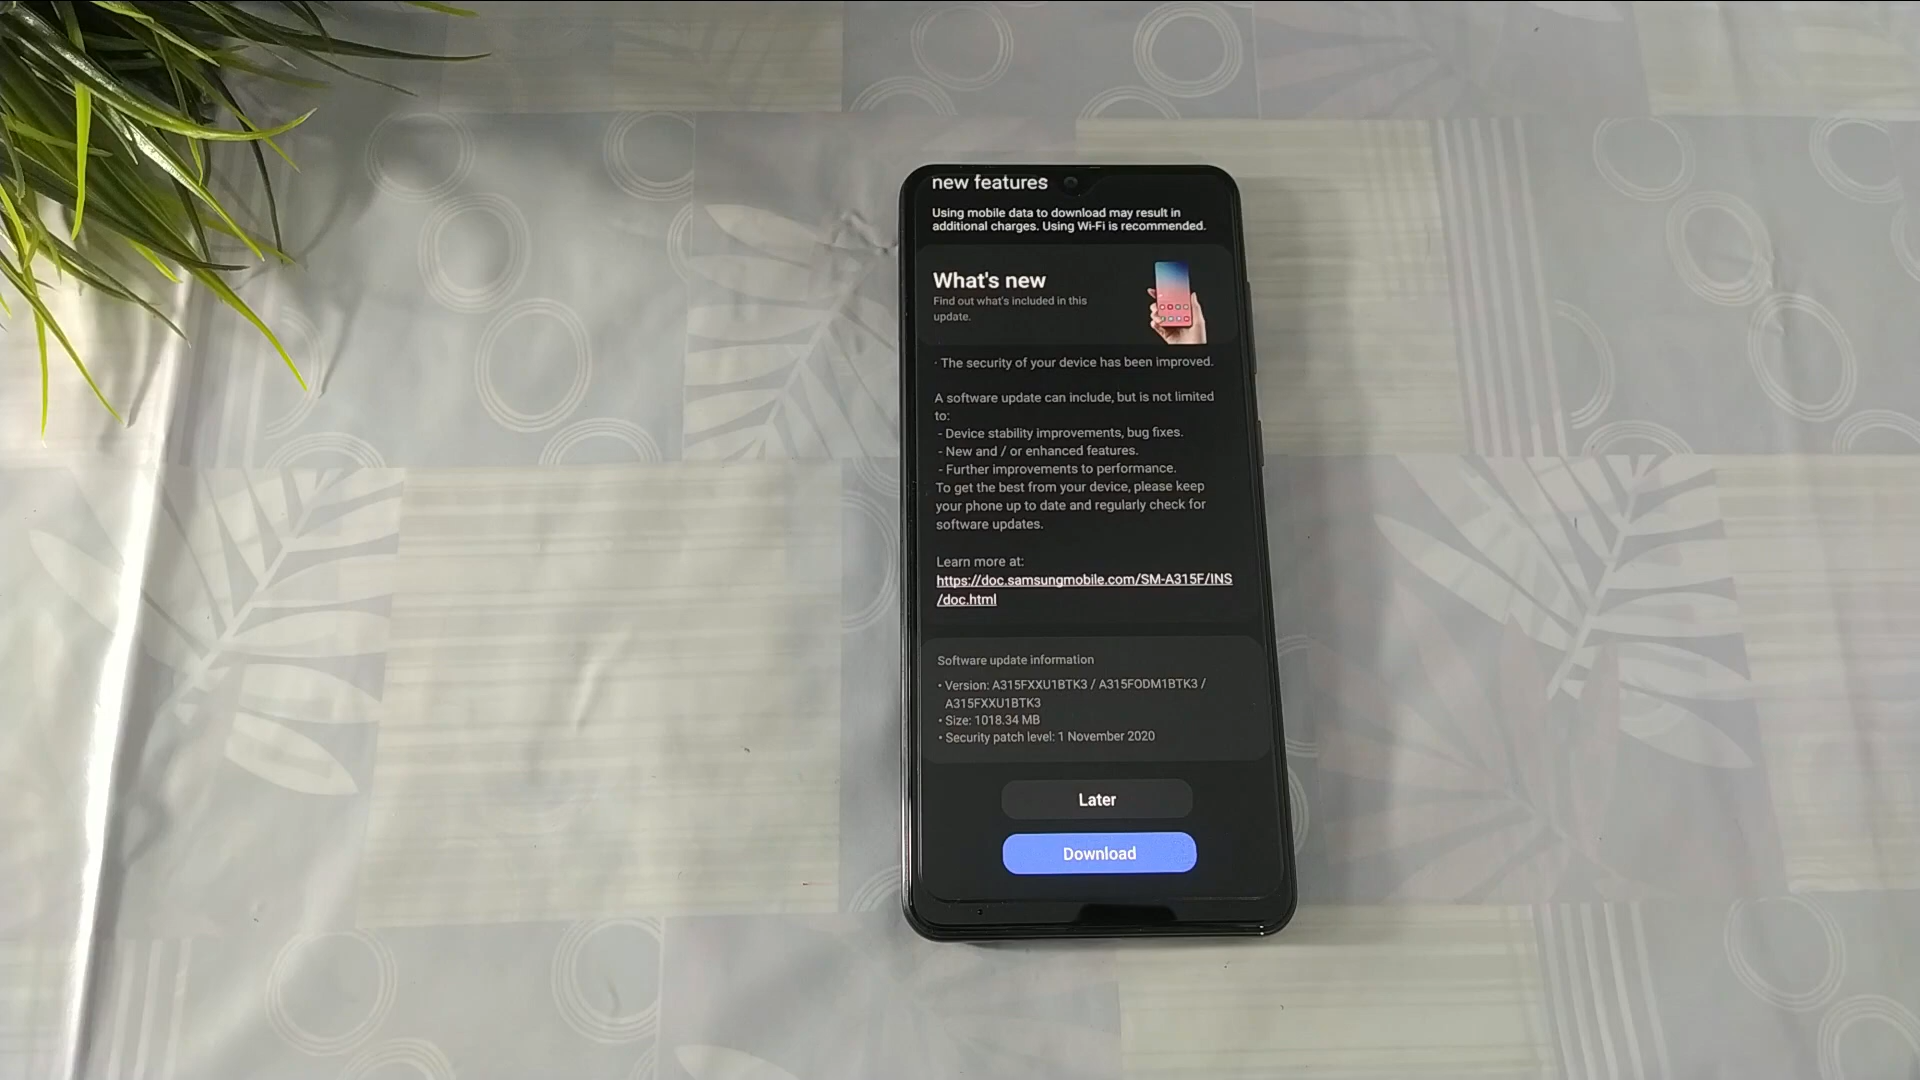 new features
Using mobile data to download may result in
additional charges. Using Wi-Fi is recommended.
What's new
Find out what's included in this
update.
· The security of your device has been improved.
A software update can include, but is not limited
to:
- Device stability improvements, bug fixes.
- New and / or enhanced features.
- Further improvements to performance.
To get the best from your device, please keep
your phone up to date and regularly check for
software updates.
Learn more at:
https://doc.samsungmobile.com/SM-A315F/INS
/doc.html
Software update information
• Version: A315FXXU1BTK3 / A315FODM1BTK3 /
A315FXXU1BTK3
• Size: 1018.34 MB
• Security patch level: 1 November 2020
Later
Download